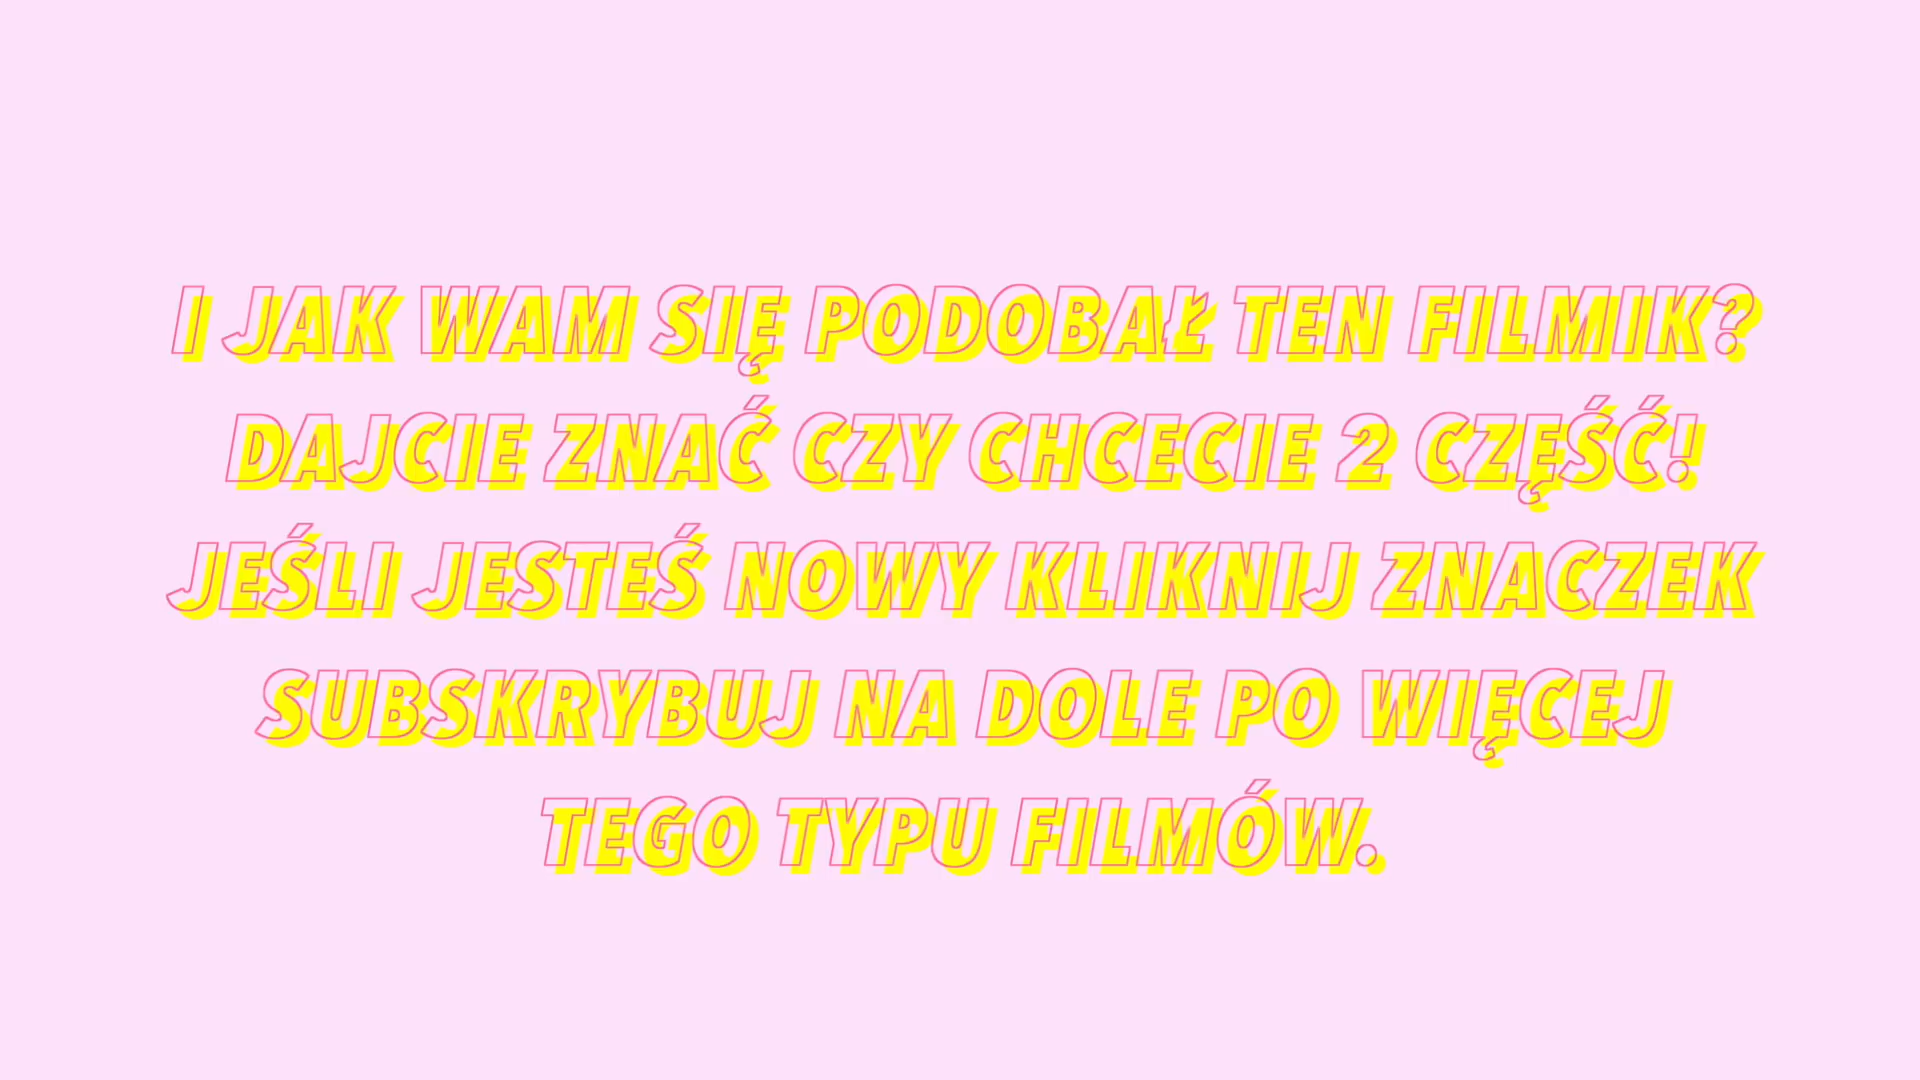 I JAK WAM SIĘ PODOBAŁ TEN FILMIK?
DAJCIE ZNAĆ CZY CHCECIE 2 CZĘŚĆ!
JEŚLI JESTEŚ NOWY KLIKNIJ ZNACZEK
SUBSKRYBUJ NA DOLE PO WIĘCEJ
TEGO TYPU FILMÓW.